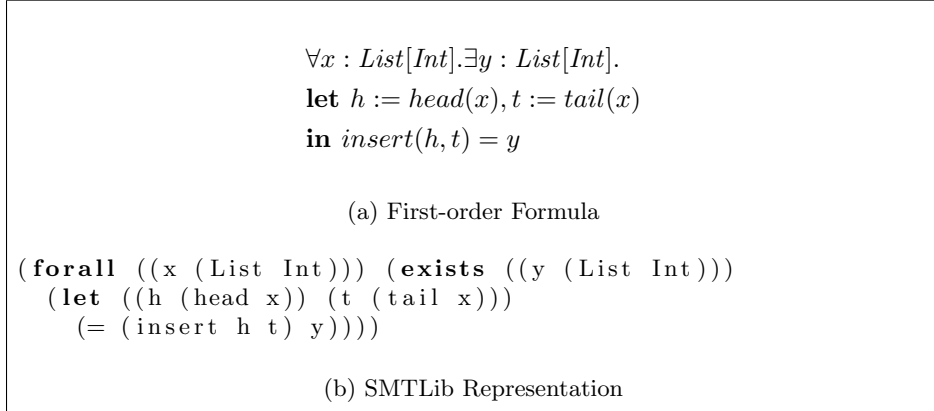 ∀x : List[Int].∃y : List[Int].
let h := head(x), t := tail(x)
in insert(h, t) = y
(a) First-order Formula
(forall ((x (List Int))) (exists ((y (List Int)))
(let ((h (head x)) (t (tail x)))
(= (insert h t) y))))
(b) SMTLib Representation